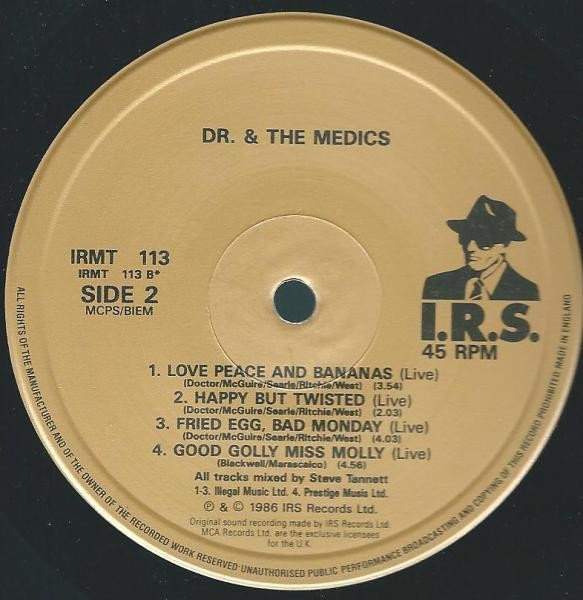 DR. & THE MEDICS
IRMT 113
IRMT 113 B*
SIDE 2
MCPS/BIEM
I.R.S.
45 RPM
1. LOVE PEACE AND BANANAS (Live)
(Doctor/McGuire/Searle/Ritchie/West) (3.54)
2. HAPPY BUT TWISTED (Live)
(Doctor/McGuire/Searle/Ritchie/West) (2.03)
3. FRIED EGG, BAD MONDAY (Live)
(Doctor/McGuire/Searle/Ritchie/West) (4.03)
4. GOOD GOLLY MISS MOLLY (Live)
(Blackwell/Marascalco) (4.56)
All tracks mixed by Steve Tannett
1-3. Illegal Music Ltd. 4. Prestige Music Ltd.
℗ & © 1986 IRS Records Ltd.
Original sound recording made by IRS Records Ltd.
MCA Records Ltd. are the exclusive licensees
for the U.K.
ALL RIGHTS OF THE MANUFACTURER AND OF THE OWNER OF THE RECORDED WORK RESERVED·UNAUTHORISED PUBLIC PERFORMANCE BROADCASTING AND COPYING OF THIS RECORD PROHIBITED MADE IN ENGLAND